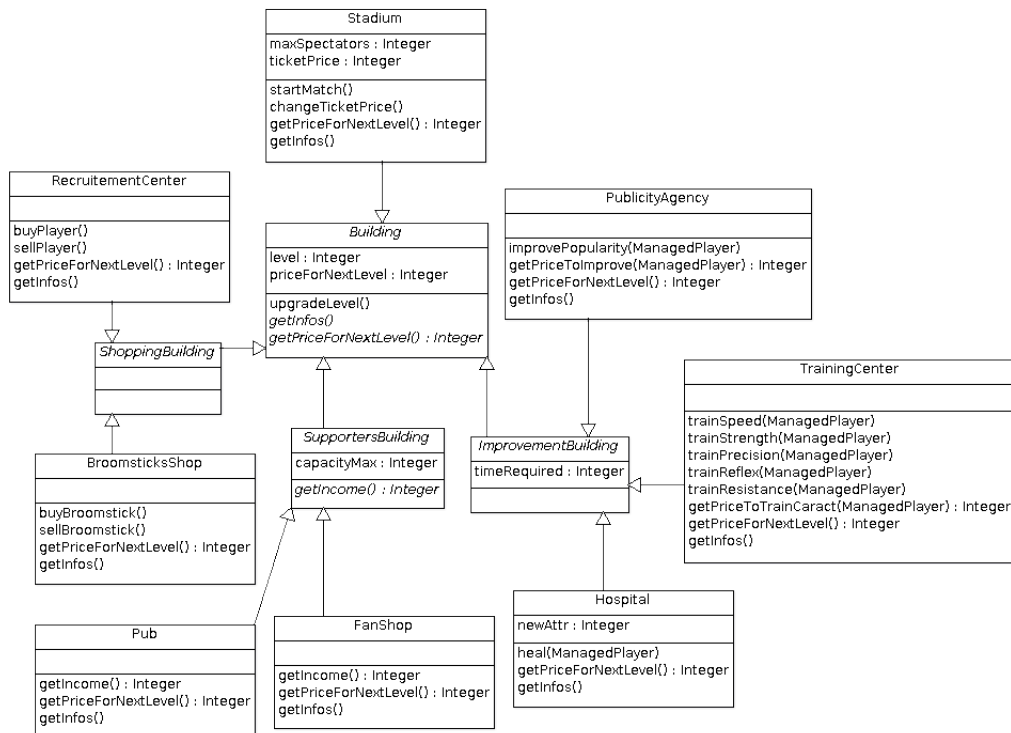 Stadium
maxSpectators : Integer
ticketPrice : Integer
startMatch()
changeTicketPrice()
getPriceForNextLevel() : Integer
getInfos()
RecruitementCenter
buyPlayer()
sellPlayer()
getPriceForNextLevel() : Integer
getInfos()
Building
level : Integer
priceForNextLevel : Integer
upgradeLevel()
getInfos()
getPriceForNextLevel() : Integer
PublicityAgency
improvePopularity(ManagedPlayer)
getPriceToImprove(ManagedPlayer) : Integer
getPriceForNextLevel() : Integer
getInfos()
ShoppingBuilding
TrainingCenter
trainSpeed(ManagedPlayer)
trainStrength(ManagedPlayer)
trainPrecision(ManagedPlayer)
trainReflex(ManagedPlayer)
trainResistance(ManagedPlayer)
getPriceToTrainCaract(ManagedPlayer) : Integer
getPriceForNextLevel() : Integer
getInfos()
SupportersBuilding
capacityMax : Integer
getIncome() : Integer
ImprovementBuilding
timeRequired : Integer
BroomsticksShop
buyBroomstick()
sellBroomstick()
getPriceForNextLevel() : Integer
getInfos()
Pub
getIncome() : Integer
getPriceForNextLevel() : Integer
getInfos()
FanShop
getIncome() : Integer
getPriceForNextLevel() : Integer
getInfos()
Hospital
newAttr : Integer
heal(ManagedPlayer)
getPriceForNextLevel() : Integer
getInfos()